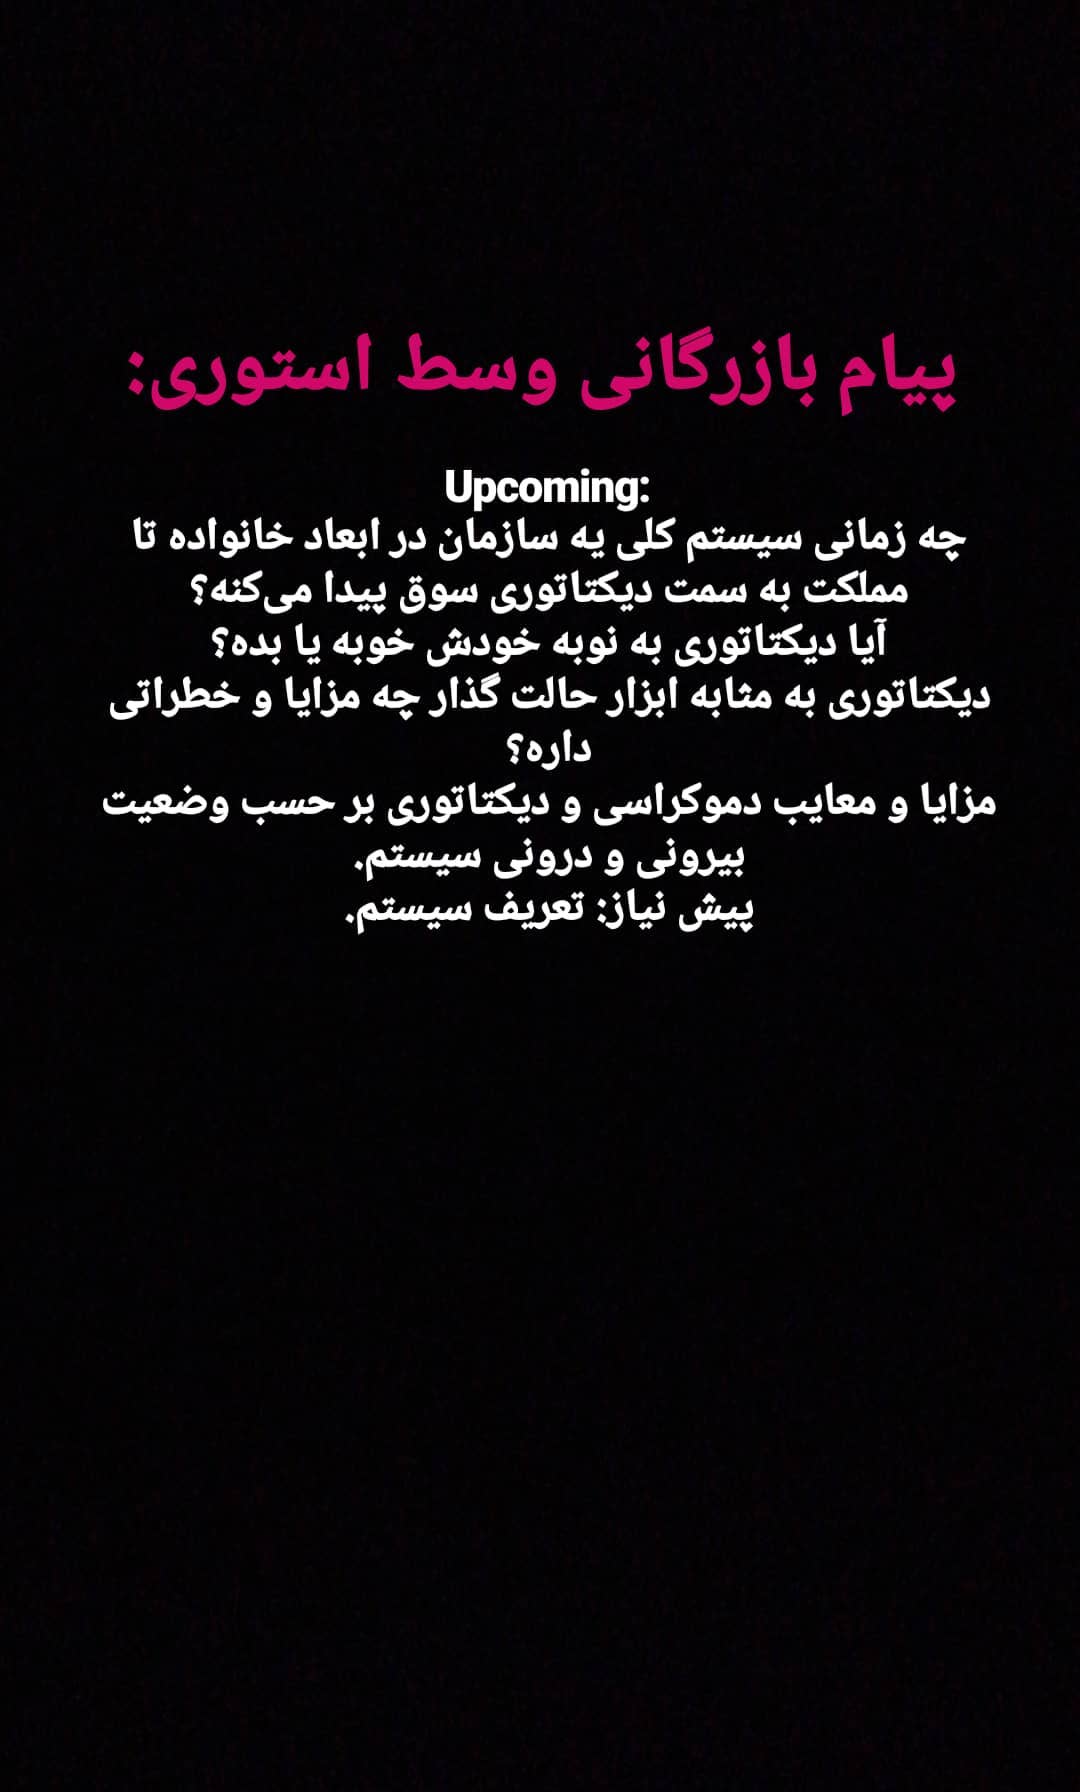 پیام بازرگانی وسط استوری:
Upcoming:
چه زمانی سیستم کلی یه سازمان در ابعاد خانواده تا
مملکت به سمت دیکتاتوری سوق پیدا می‌کنه؟
آیا دیکتاتوری به نوبه خودش خوبه یا بده؟
دیکتاتوری به مثابه ابزار حالت گذار چه مزایا و خطراتی
داره؟
مزایا و معایب دموکراسی و دیکتاتوری بر حسب وضعیت
بیرونی و درونی سیستم.
پیش نیاز: تعریف سیستم.